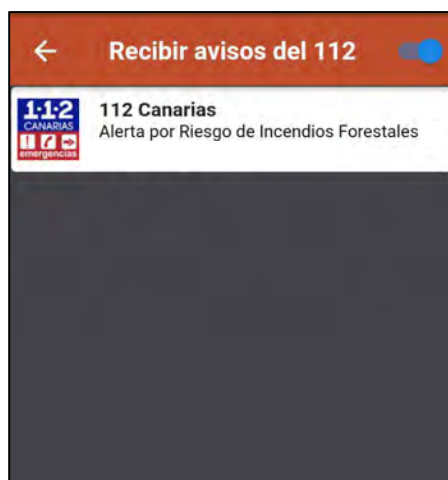 Recibir avisos del 112
1·1·2
CANARIAS
emergencias
112 Canarias
Alerta por Riesgo de Incendios Forestales